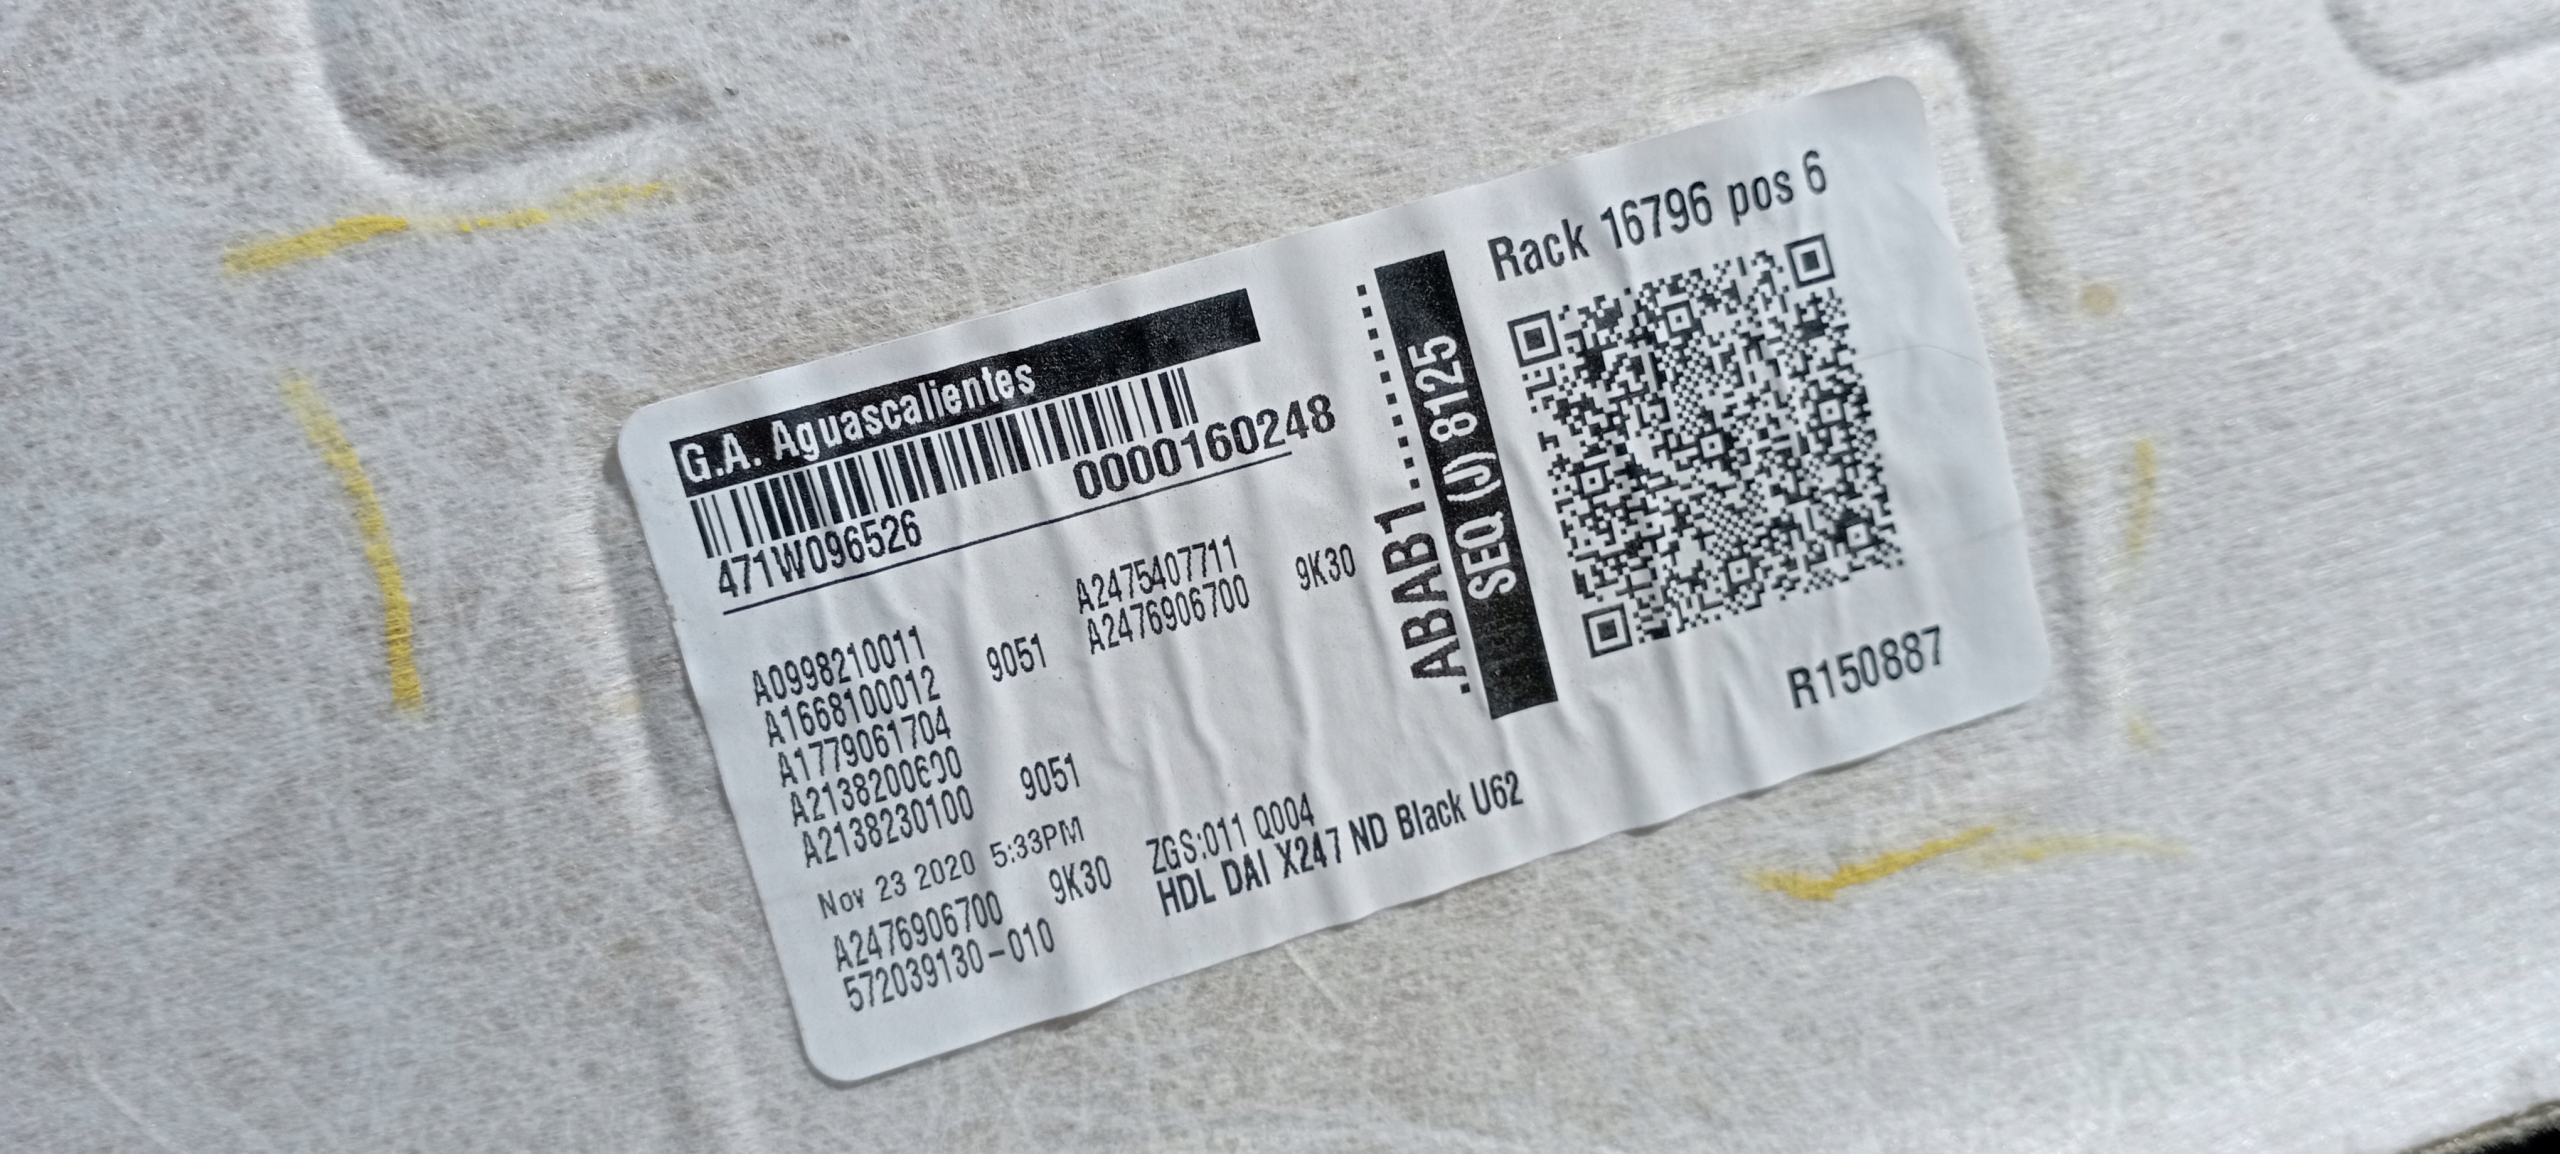 G.A. Aguascalientes
471W096526
0000160248
A0998210011
A1668100012 9051
A1779061704
A2138200600
A2138230100 9051
A2475407711
A2476906700 9K30
Nov 23 2020 5:33PM
A2476906700 9K30
572039130-010
ZGS:011 Q004
HDL DAI X247 ND Black U62
.ABAB1..............
SEQ (J) 8125
Rack 16796 pos 6
R150887